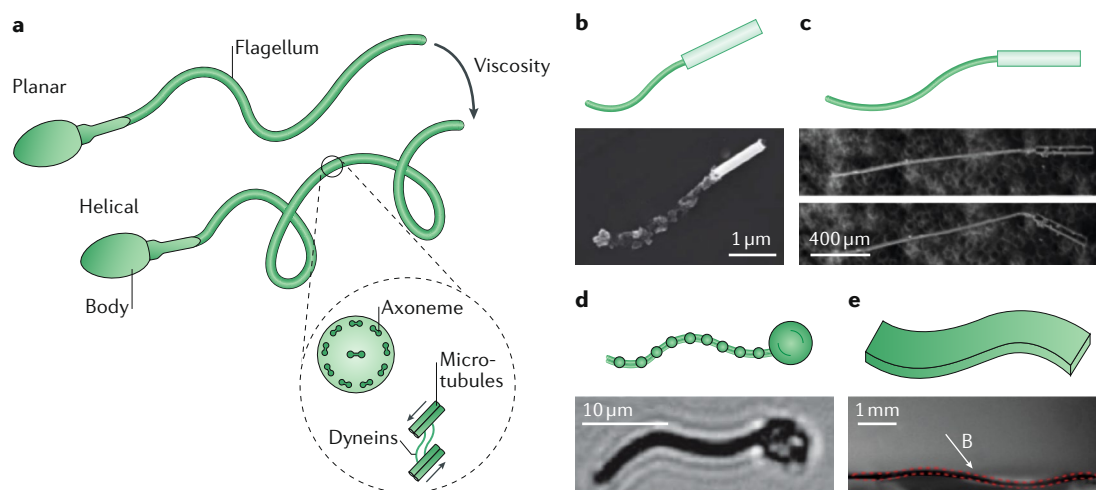 a
Flagellum
Viscosity
Planar
Helical
Body
Axoneme
Micro-
tubules
Dyneins
b
1 µm
c
400 µm
d
10 µm
e
1 mm
B